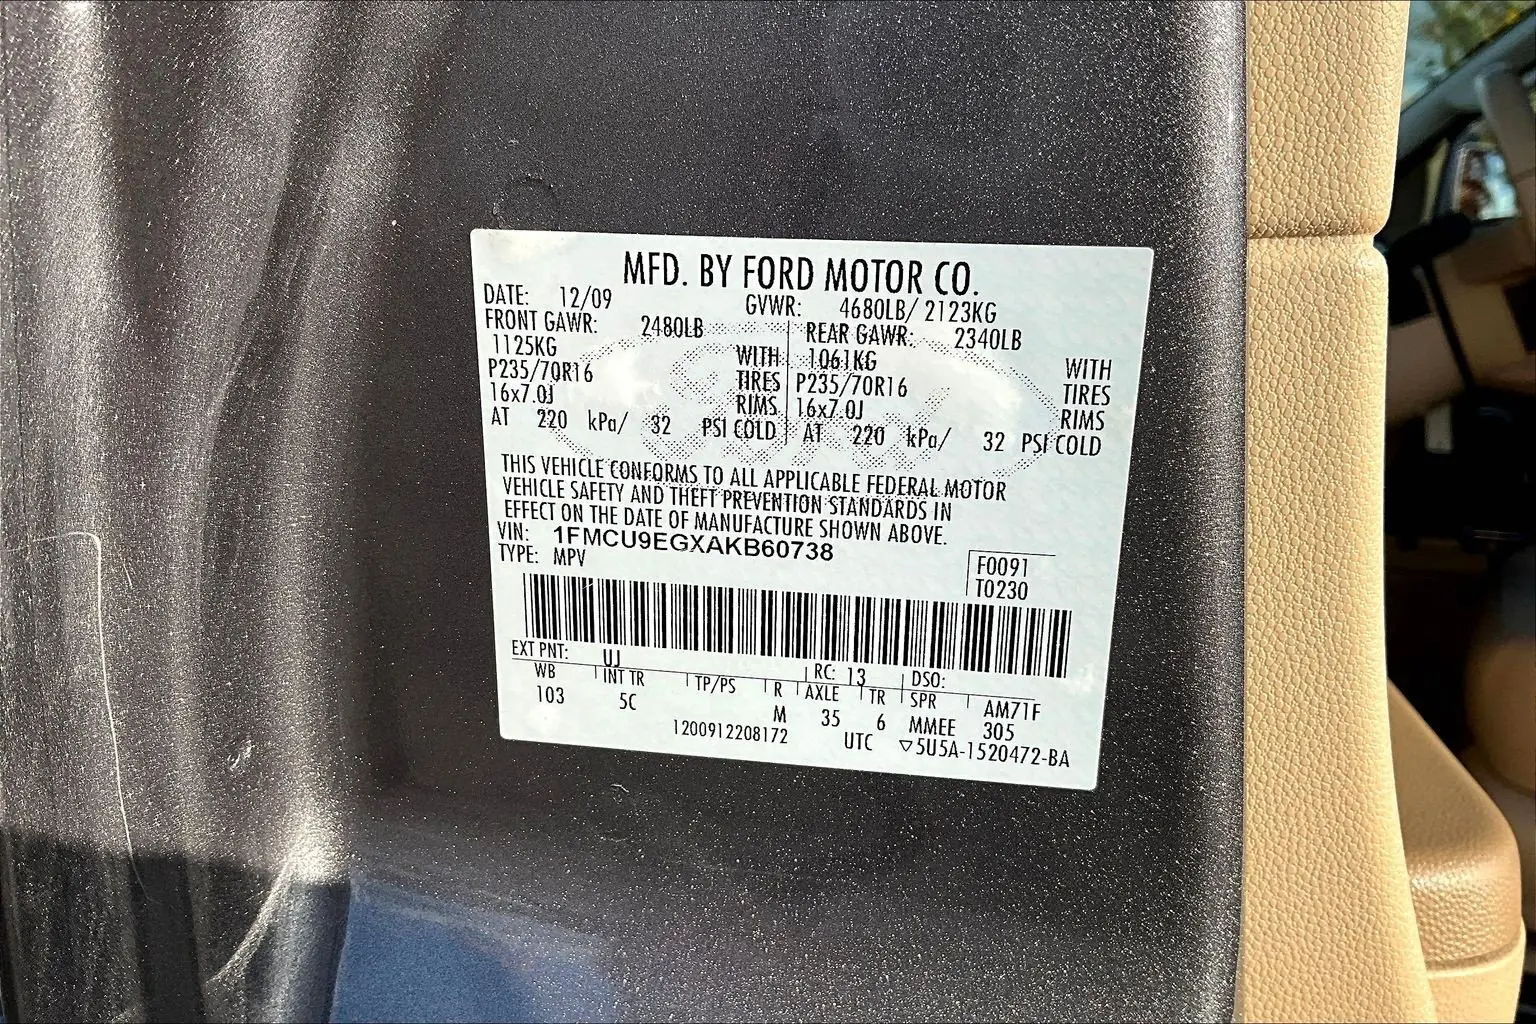 MFD. BY FORD MOTOR CO.
DATE: 12/09 GVWR: 4680LB/ 2123KG
FRONT GAWR: 2480LB REAR GAWR: 2340LB
1125KG WITH 1061KG WITH
P235/70R16 TIRES P235/70R16 TIRES
16x7.0J RIMS 16x7.0J RIMS
AT 220 kPa/ 32 PSI COLD AT 220 kPa/ 32 PSI COLD
THIS VEHICLE CONFORMS TO ALL APPLICABLE FEDERAL MOTOR
VEHICLE SAFETY AND THEFT PREVENTION STANDARDS IN
EFFECT ON THE DATE OF MANUFACTURE SHOWN ABOVE.
VIN: 1FMCU9EGXAKB60738
TYPE: MPV
F0091
T0230
EXT PNT: UJ RC: 13 DSO:
WB INT TR TP/PS R AXLE TR SPR AM71F
103 5C M 35 6 MMEE 305
1200912208172 UTC ▽5U5A-1520472-BA
Ford